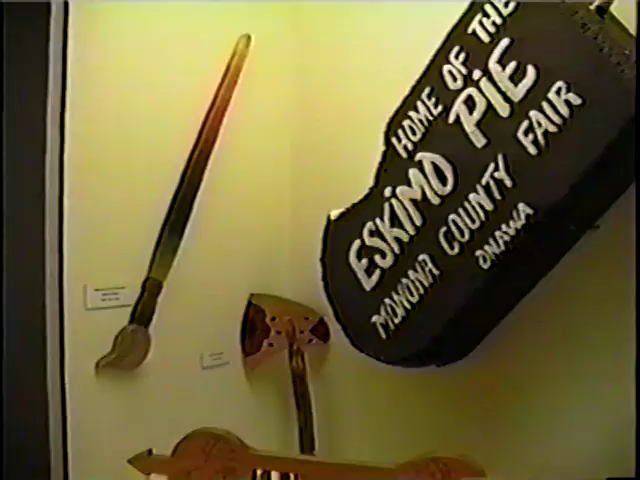 HOME OF THE
ESKIMO PIE
MONONA COUNTY FAIR
ONAWA